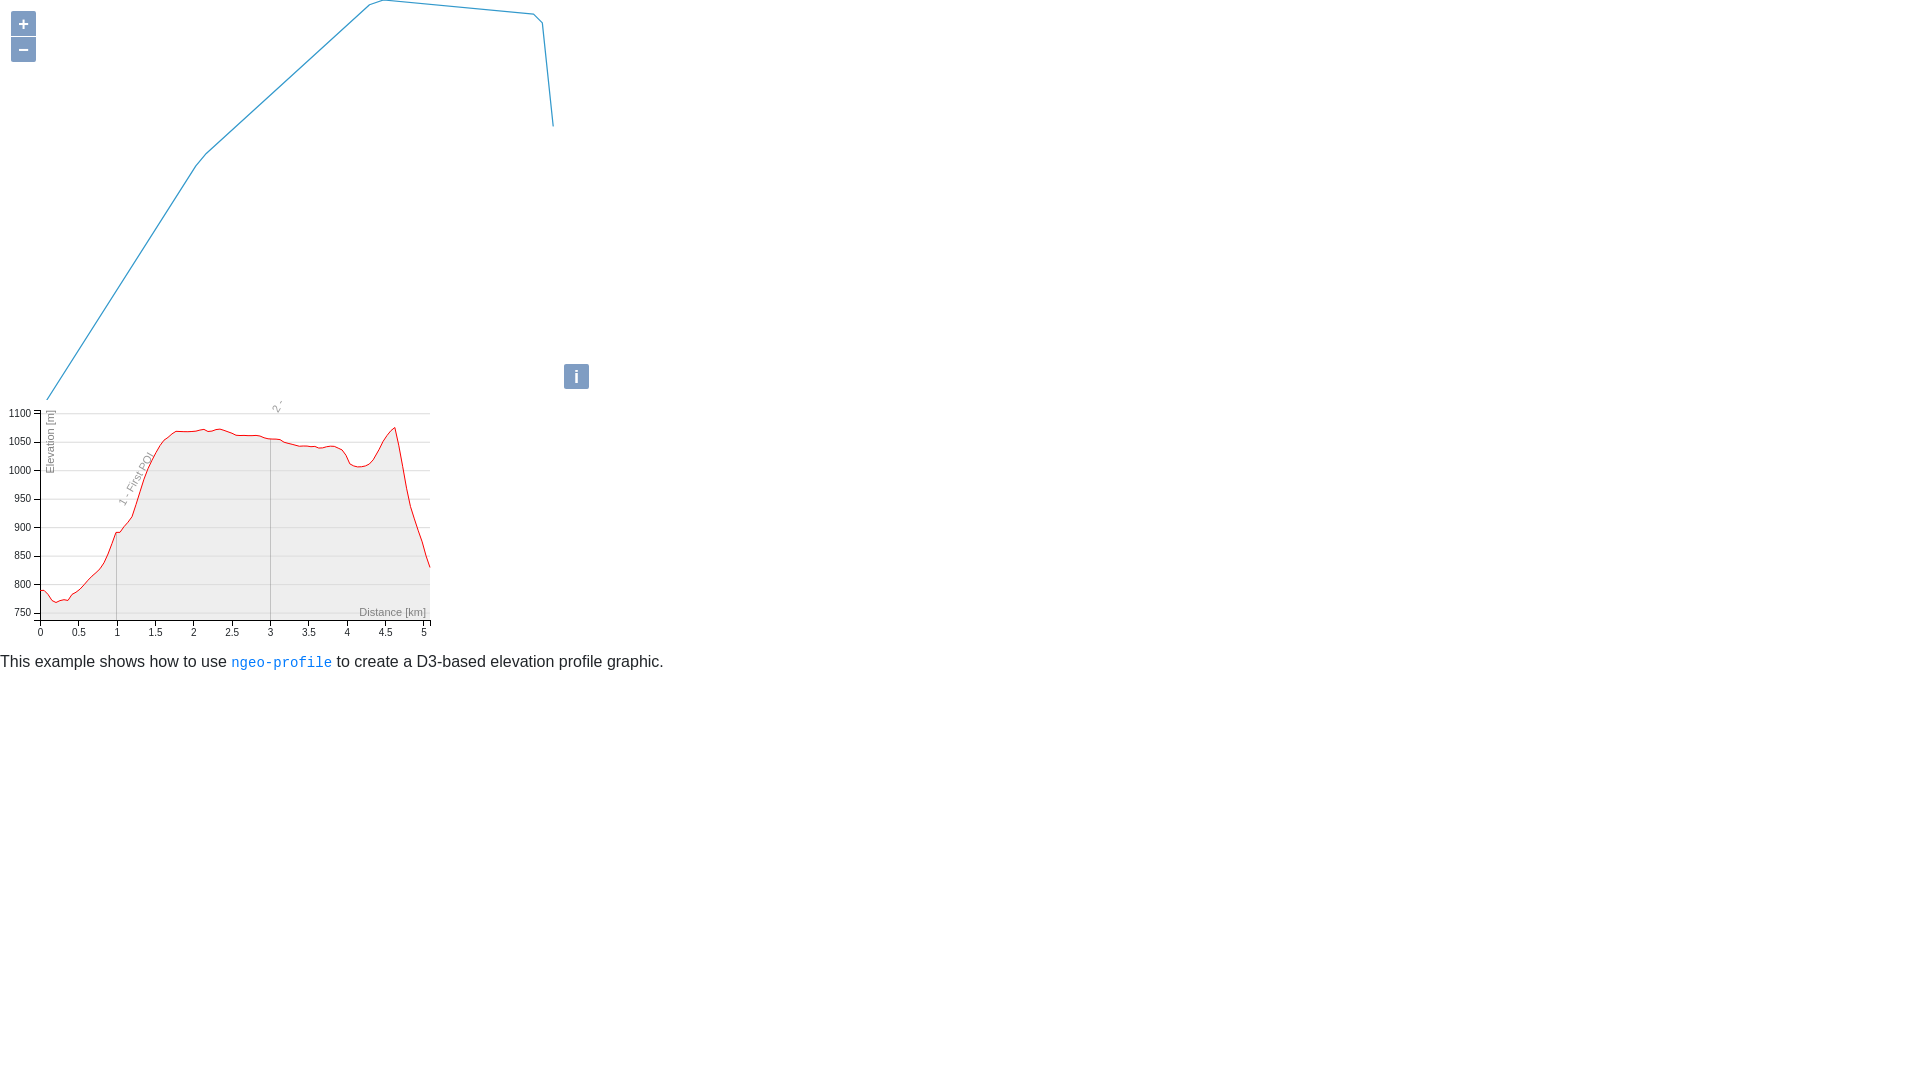 +
−
i
2 -
1 - First POI
Elevation [m]
1100
1050
1000
950
900
850
800
750
Distance [km]
0 0.5 1 1.5 2 2.5 3 3.5 4 4.5 5
This example shows how to use ngeo-profile to create a D3-based elevation profile graphic.